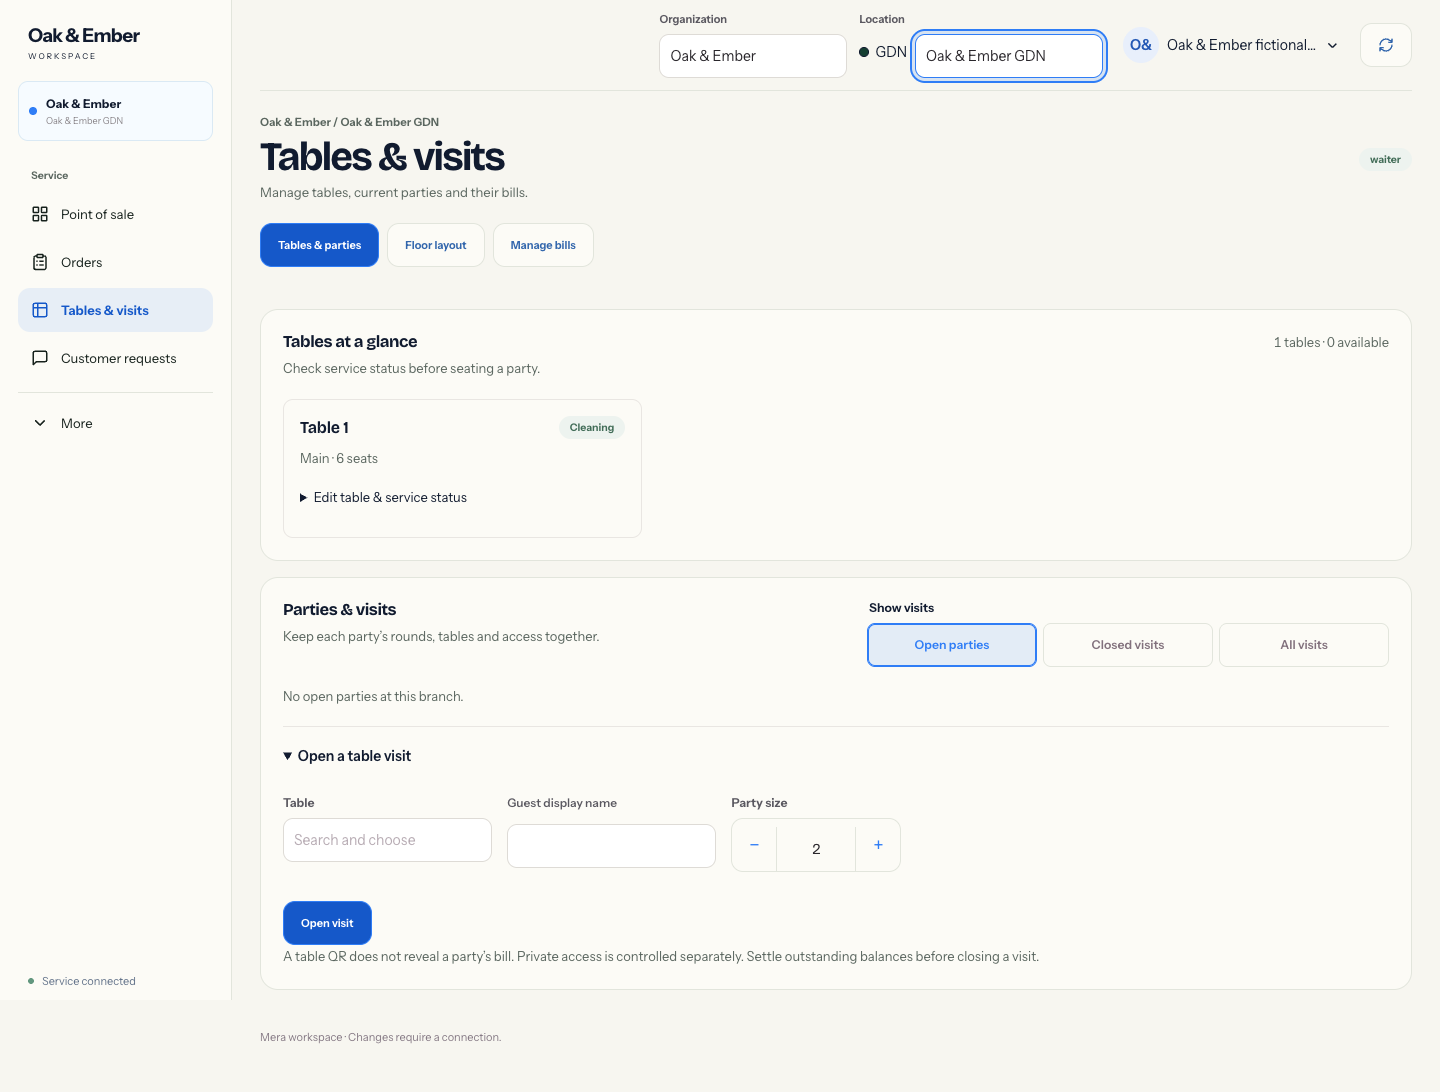 Oak & Ember
WORKSPACE
Oak & Ember
Oak & Ember GDN
Service
Point of sale
Orders
Tables & visits
Customer requests
More
Service connected
Organization
Oak & Ember
Location
GDN
Oak & Ember GDN
O&
Oak & Ember fictional...
Oak & Ember / Oak & Ember GDN
Tables & visits
waiter
Manage tables, current parties and their bills.
Tables & parties
Floor layout
Manage bills
Tables at a glance
1 tables · 0 available
Check service status before seating a party.
Table 1
Cleaning
Main · 6 seats
Edit table & service status
Parties & visits
Keep each party's rounds, tables and access together.
Show visits
Open parties
Closed visits
All visits
No open parties at this branch.
Open a table visit
Table
Search and choose
Guest display name
Party size
−
2
+
Open visit
A table QR does not reveal a party's bill. Private access is controlled separately. Settle outstanding balances before closing a visit.
Mera workspace · Changes require a connection.